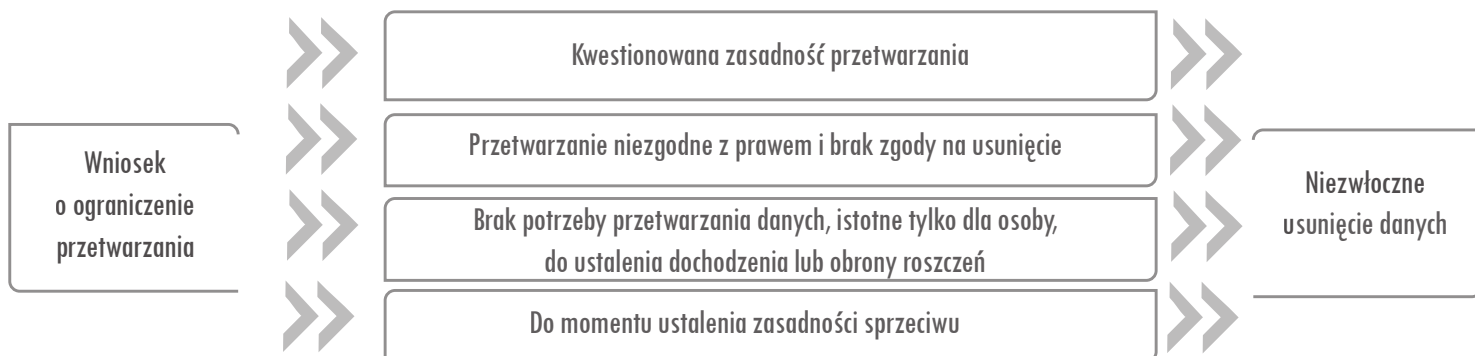 Wniosek
o ograniczenie
przetwarzania
Kwestionowana zasadność przetwarzania
Przetwarzanie niezgodne z prawem i brak zgody na usunięcie
Brak potrzeby przetwarzania danych, istotne tylko dla osoby,
do ustalenia dochodzenia lub obrony roszczeń
Do momentu ustalenia zasadności sprzeciwu
Niezwłoczne
usunięcie danych